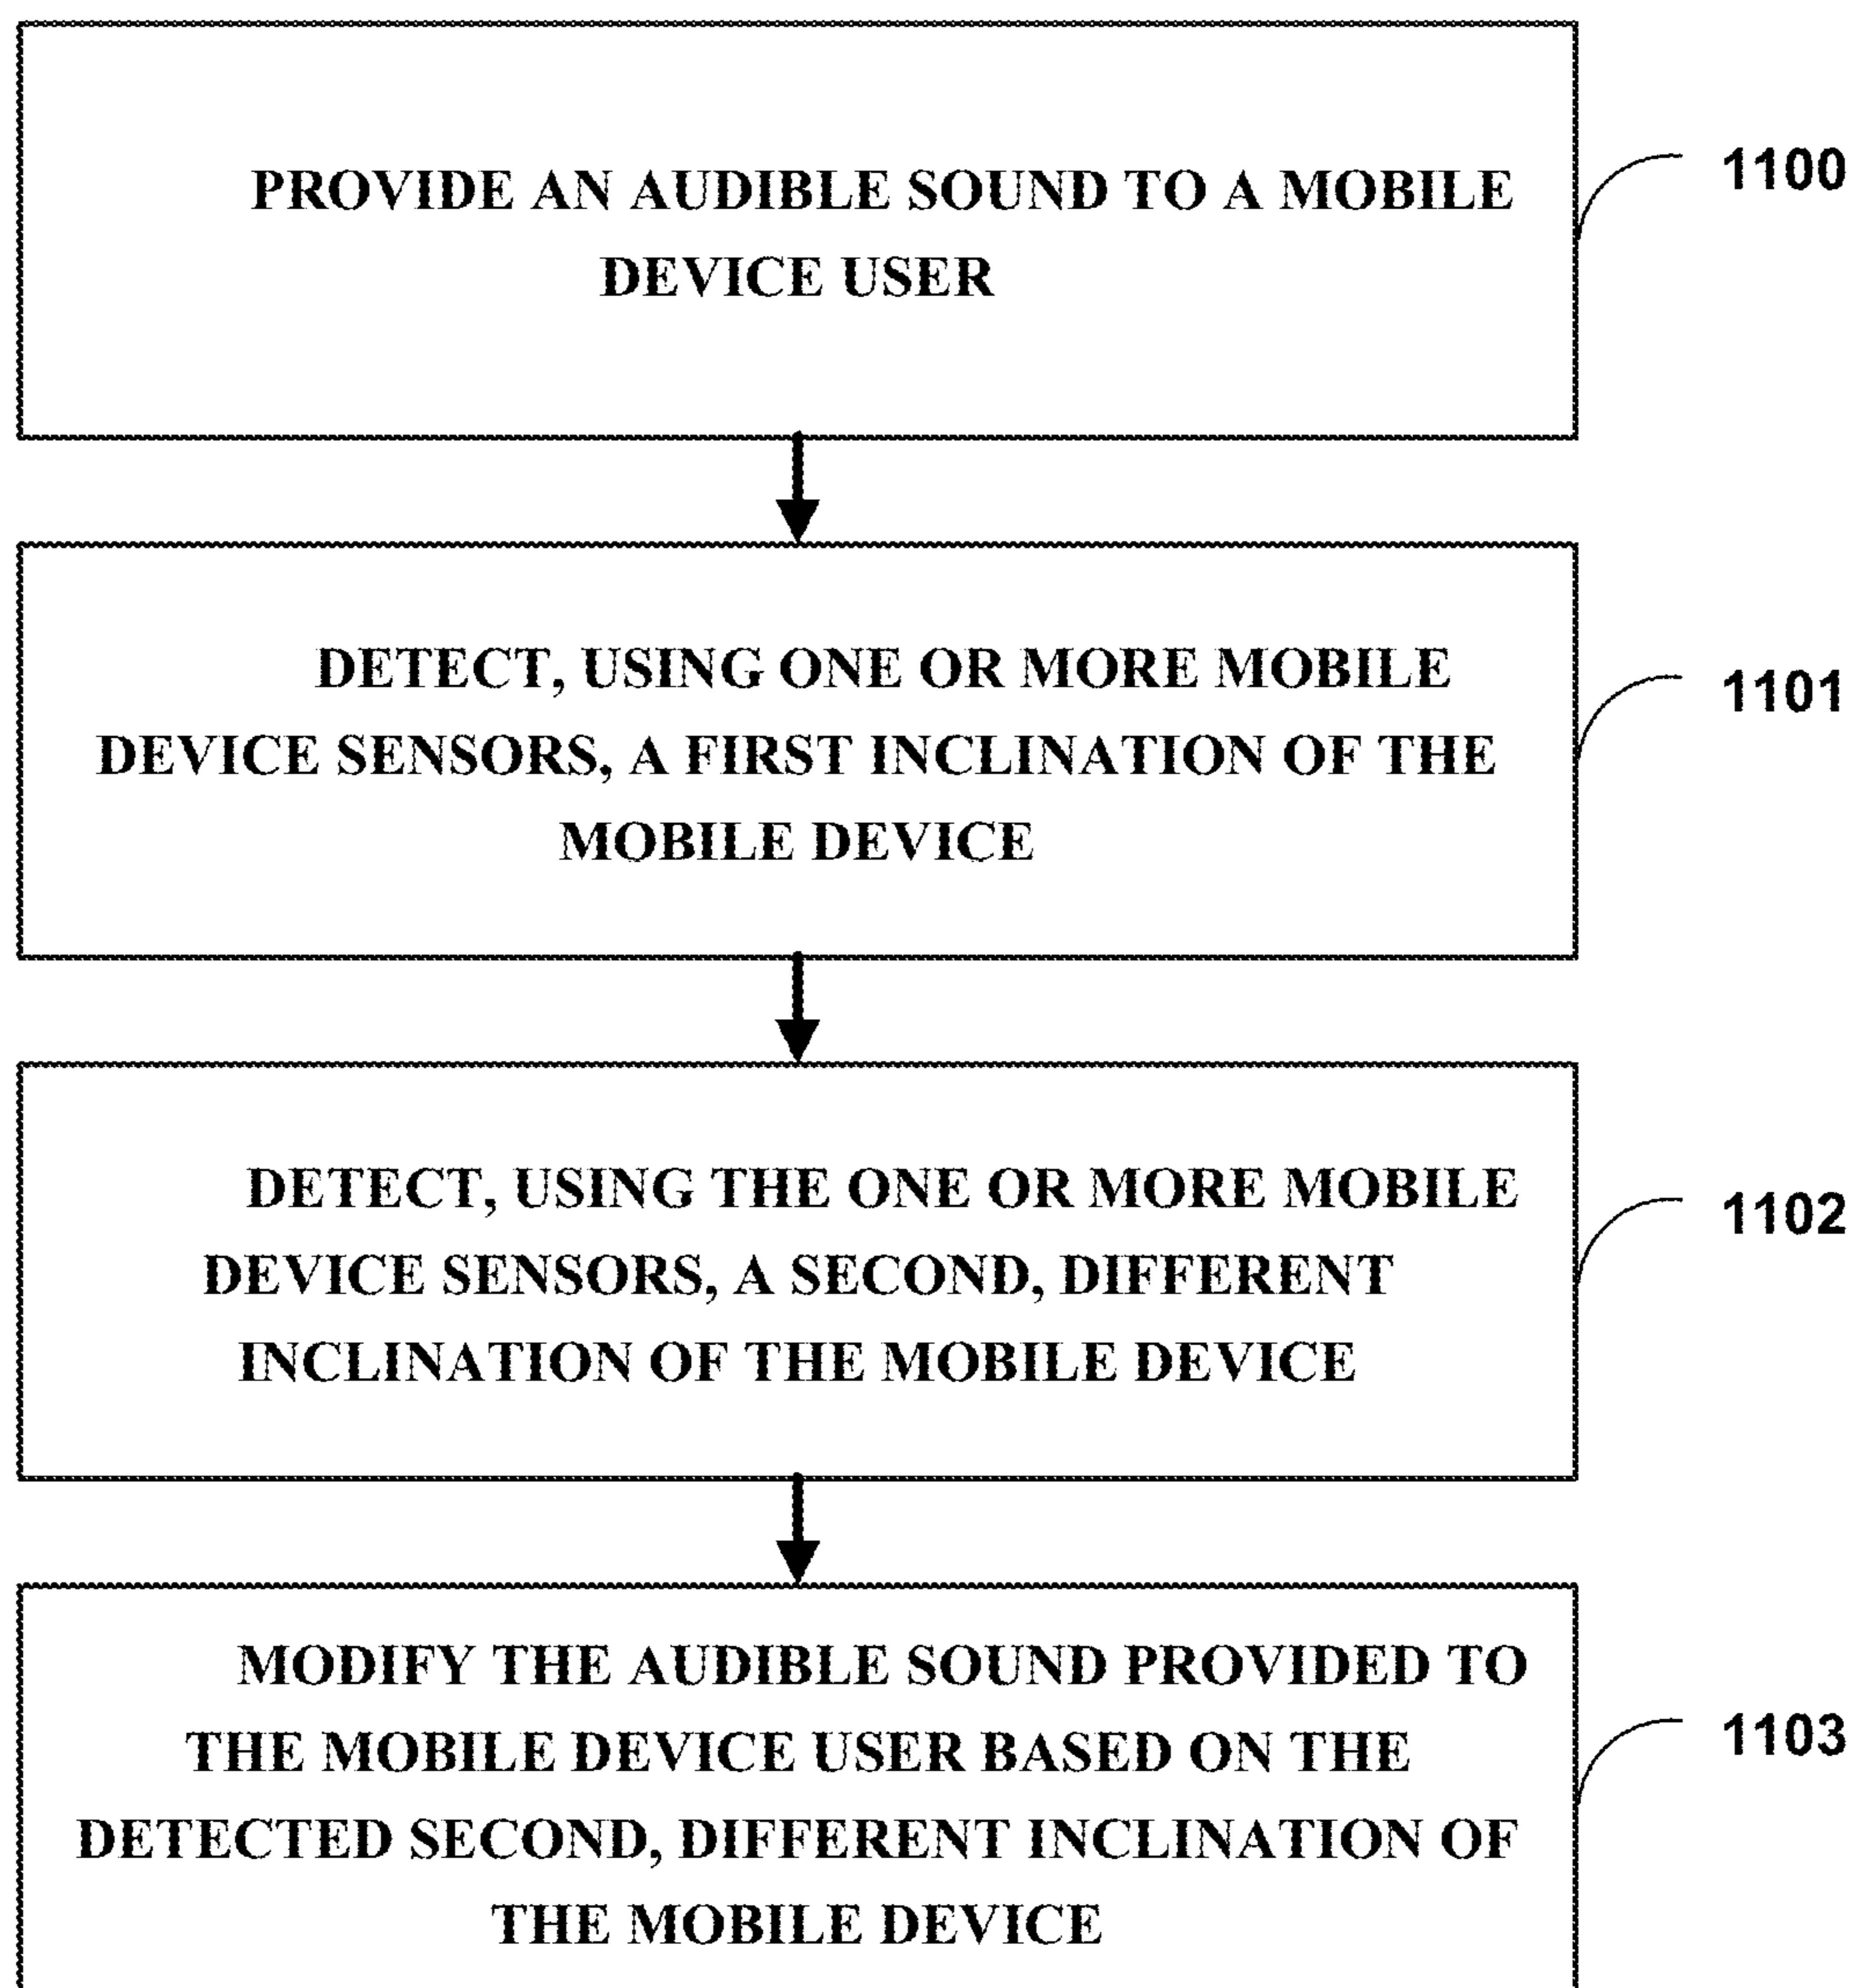 PROVIDE AN AUDIBLE SOUND TO A MOBILE
DEVICE USER
1100
DETECT, USING ONE OR MORE MOBILE
DEVICE SENSORS, A FIRST INCLINATION OF THE
MOBILE DEVICE
1101
DETECT, USING THE ONE OR MORE MOBILE
DEVICE SENSORS, A SECOND, DIFFERENT
INCLINATION OF THE MOBILE DEVICE
1102
MODIFY THE AUDIBLE SOUND PROVIDED TO
THE MOBILE DEVICE USER BASED ON THE
DETECTED SECOND, DIFFERENT INCLINATION OF
THE MOBILE DEVICE
1103